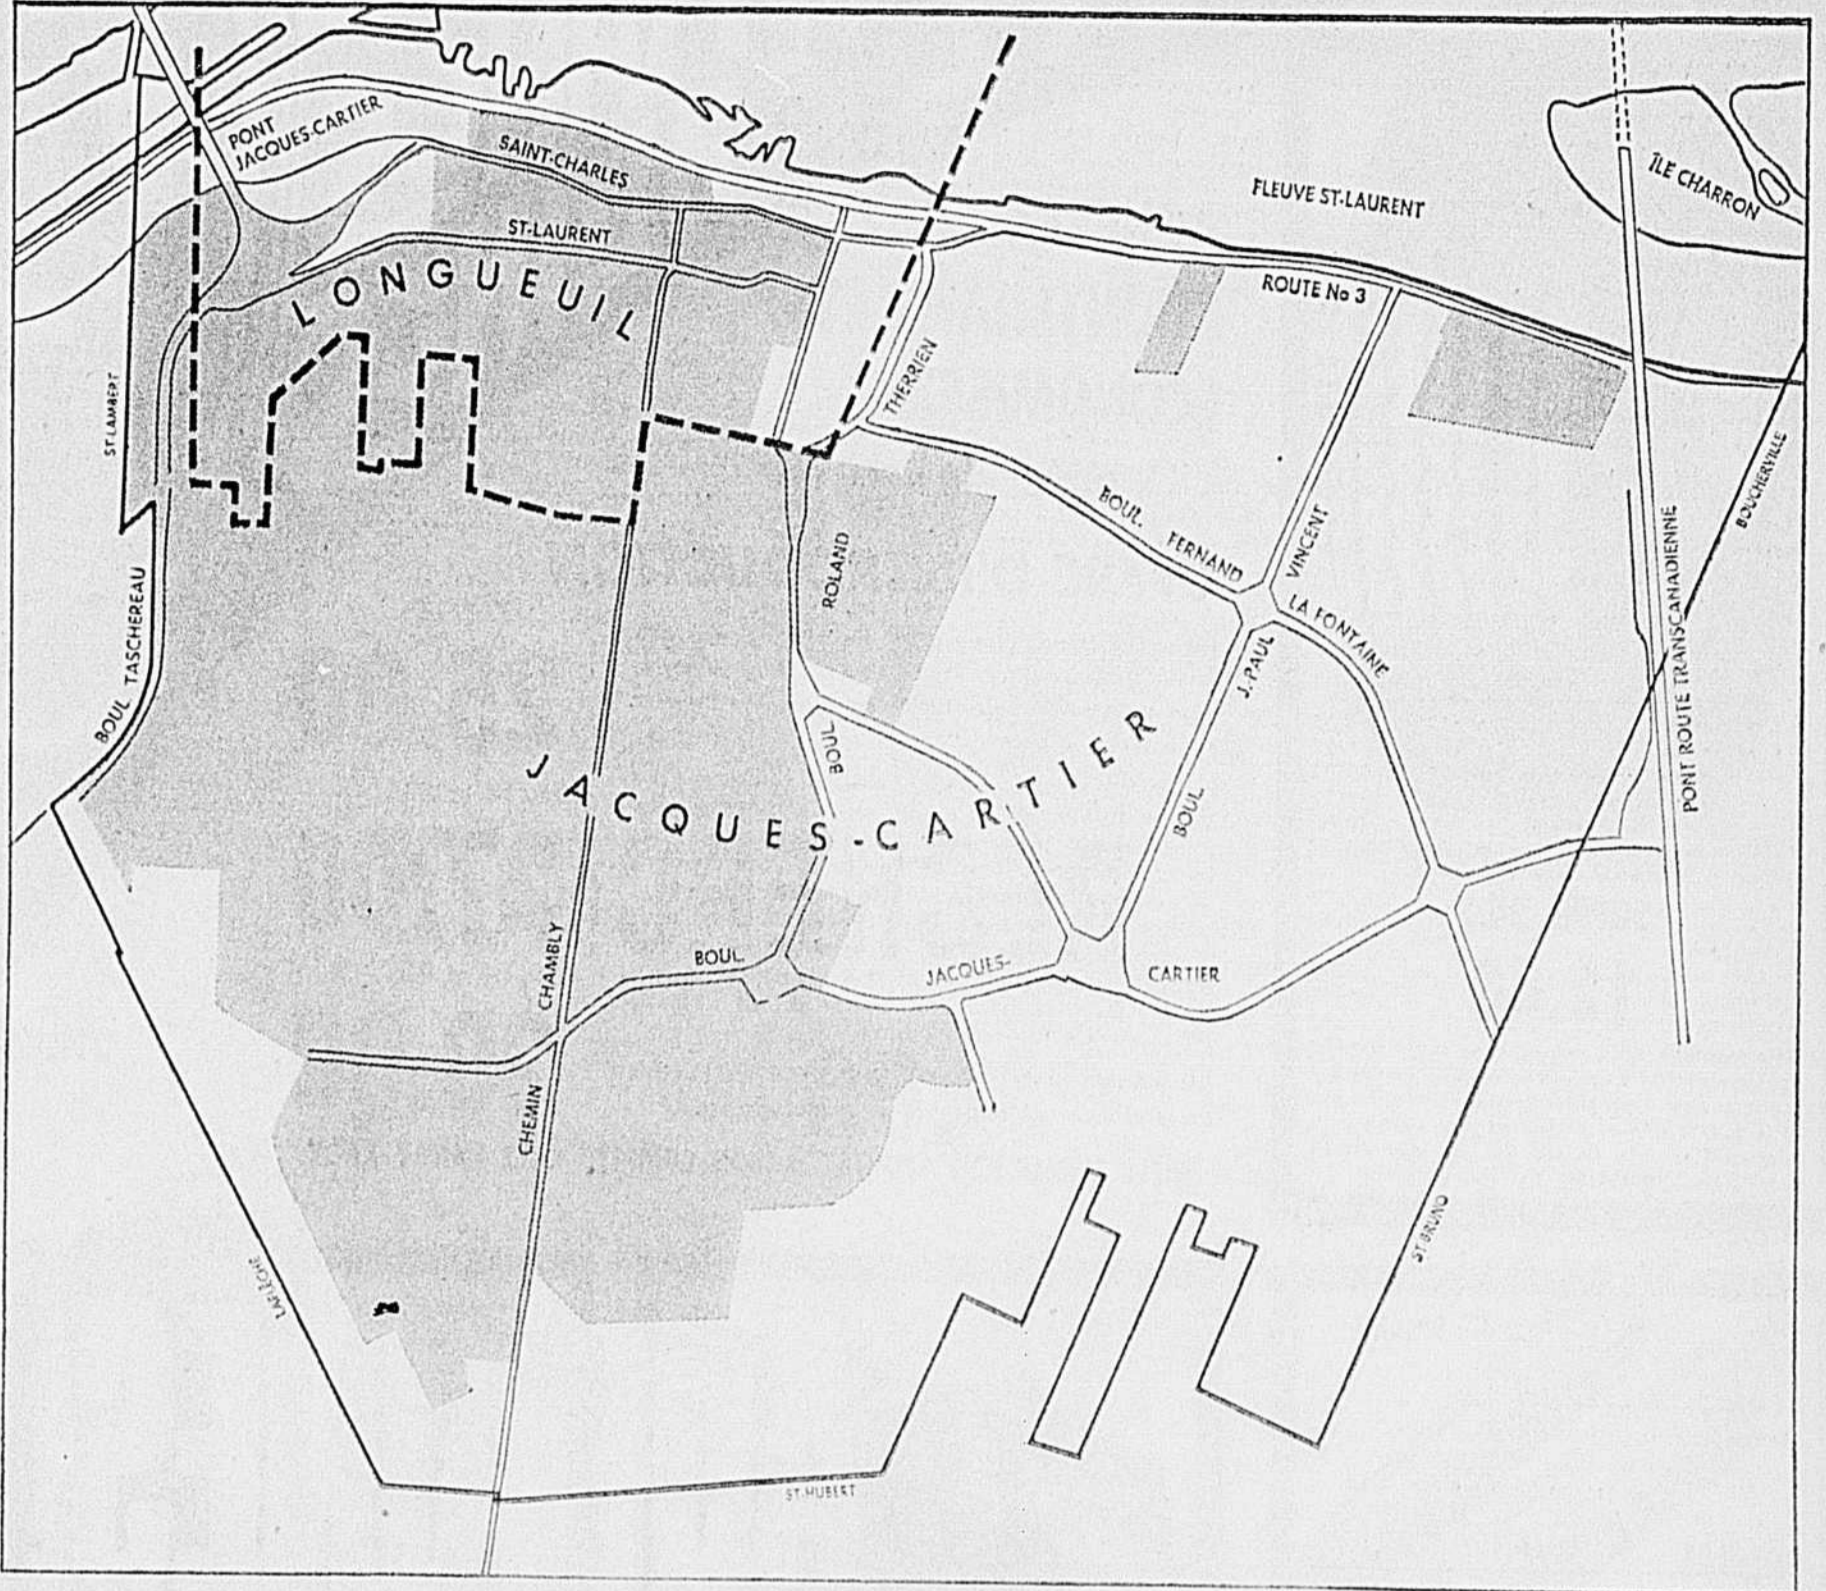 PONT
JACQUES-CARTIER
SAINT-CHARLES
ST-LAURENT
LONGUEUIL
FLEUVE ST-LAURENT
ÎLE CHARRON
ROUTE No 3
ST-LAMBERT
THERRIEN
ROLAND
BOUL
BOUL.
FERNAND
LA FONTAINE
VINCENT
J.-PAUL
BOUL.
BOUCHERVILLE
PONT ROUTE TRANSCANADIENNE
BOUL TASCHEREAU
JACQUES-CARTIER
CHAMBLY
CHEMIN
BOUL.
JACQUES-
CARTIER
LAFLÈCHE
ST-BRUNO
ST-HUBERT